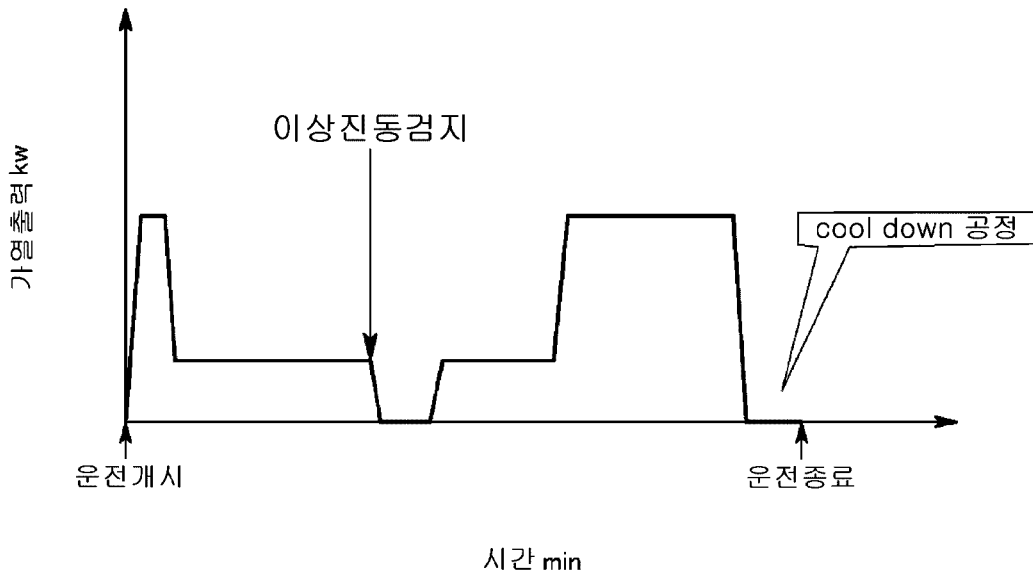 이상진동검지
가열출력 kw
cool down 공정
운전개시
운전종료
시간 min